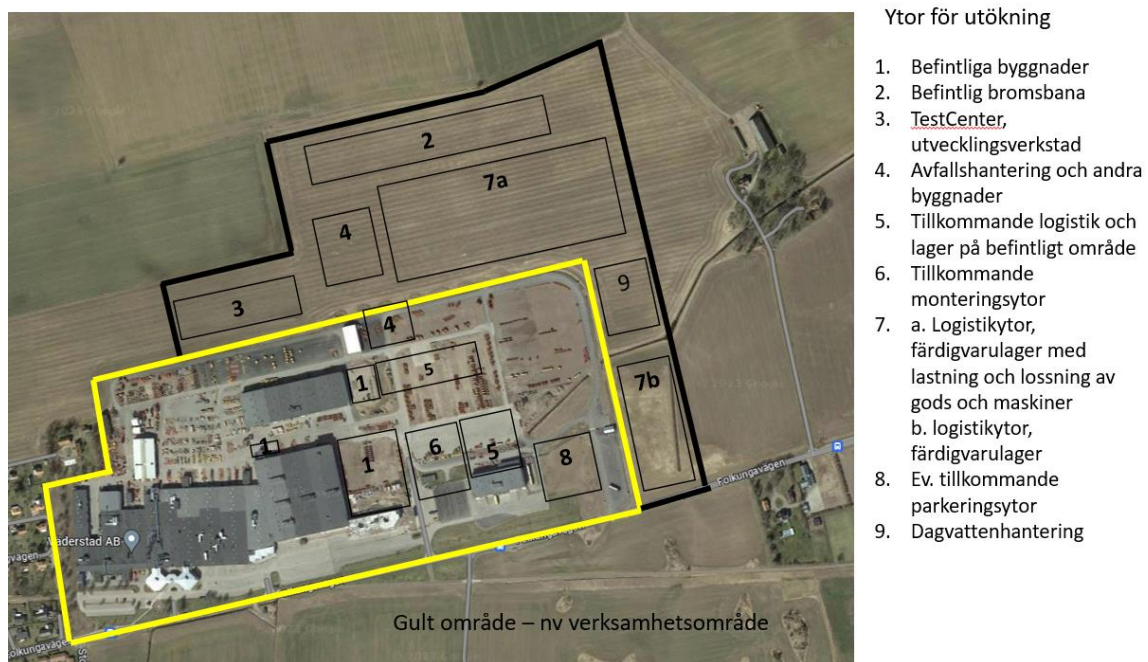 Ytor för utökning
1. Befintliga byggnader
2. Befintlig bromsbana
3. TestCenter,
utvecklingsverkstad
4. Avfallshantering och andra
byggnader
5. Tillkommande logistik och
lager på befintligt område
6. Tillkommande
monteringsytor
7. a. Logistikytor,
färdigvarulager med
lastning och lossning av
gods och maskiner
b. logistikytor,
färdigvarulager
8. Ev. tillkommande
parkeringsytor
9. Dagvattenhantering
2
7a
4
3
9
4
1
5
7b
6
5
8
1
1
Folkungavägen
Väderstad AB
Gult område – nv verksamhetsområde